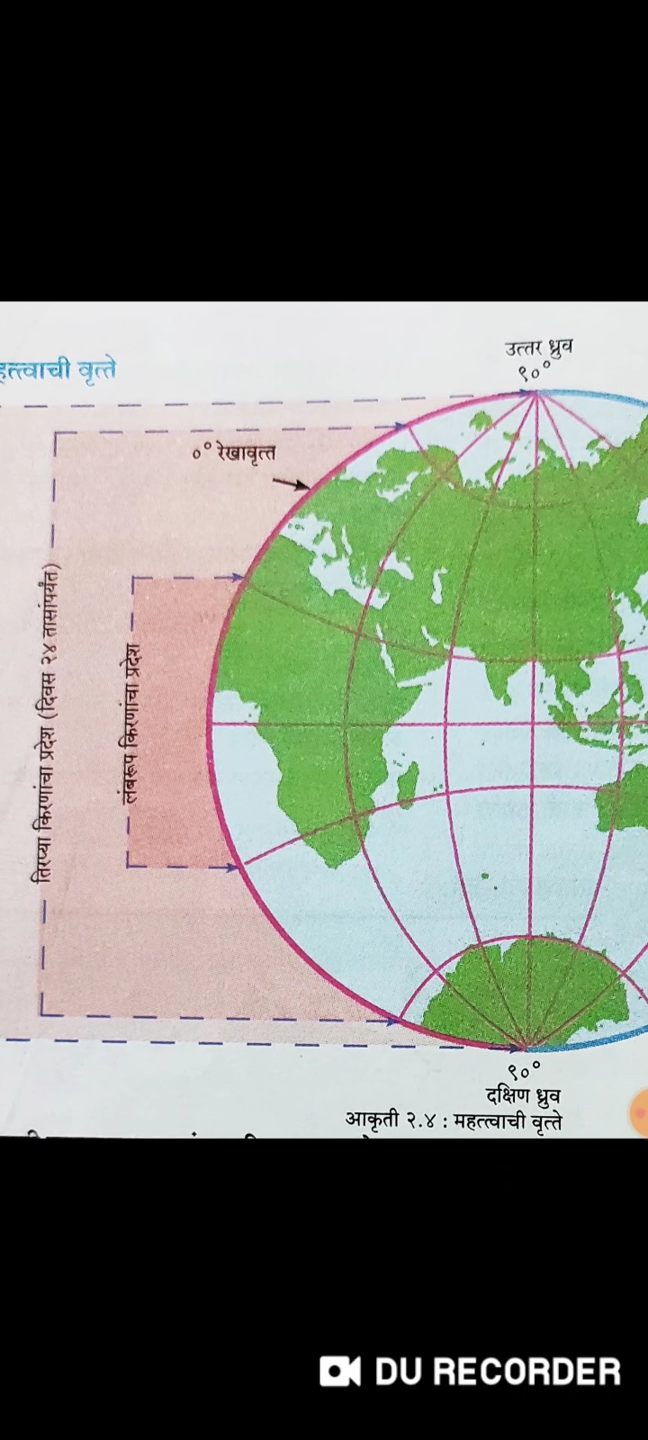 हत्त्वाची वृत्ते
उत्तर ध्रुव
९०°
०° रेखावृत्त
तिरप्या किरणांचा प्रदेश (दिवस २४ तासांपर्यंत)
लंबरूप किरणांचा प्रदेश
९०°
दक्षिण ध्रुव
आकृती २.४ : महत्त्वाची वृत्ते
DU RECORDER